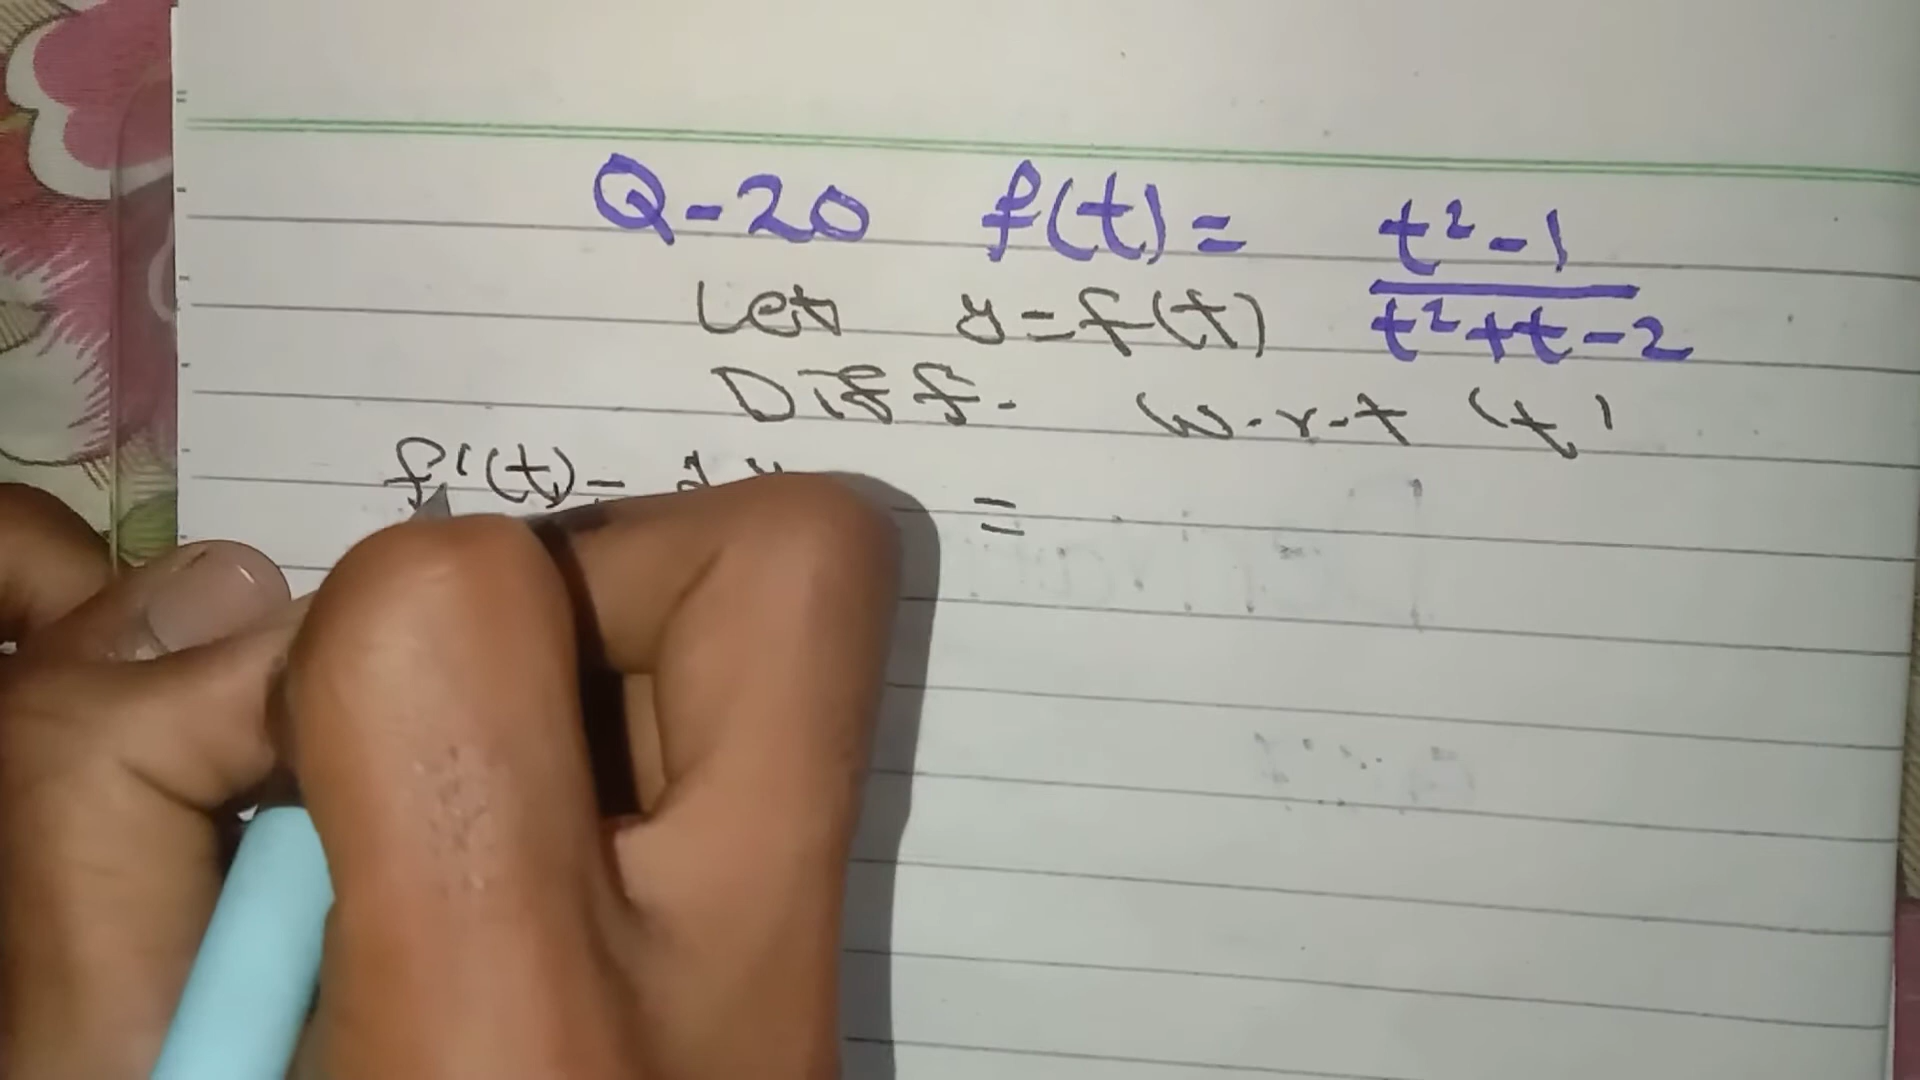 Q-20 f(t) = t²-1 / t²+t-2
Let y=f(t)
Diff. w.r.t 't'
f'(t)= =